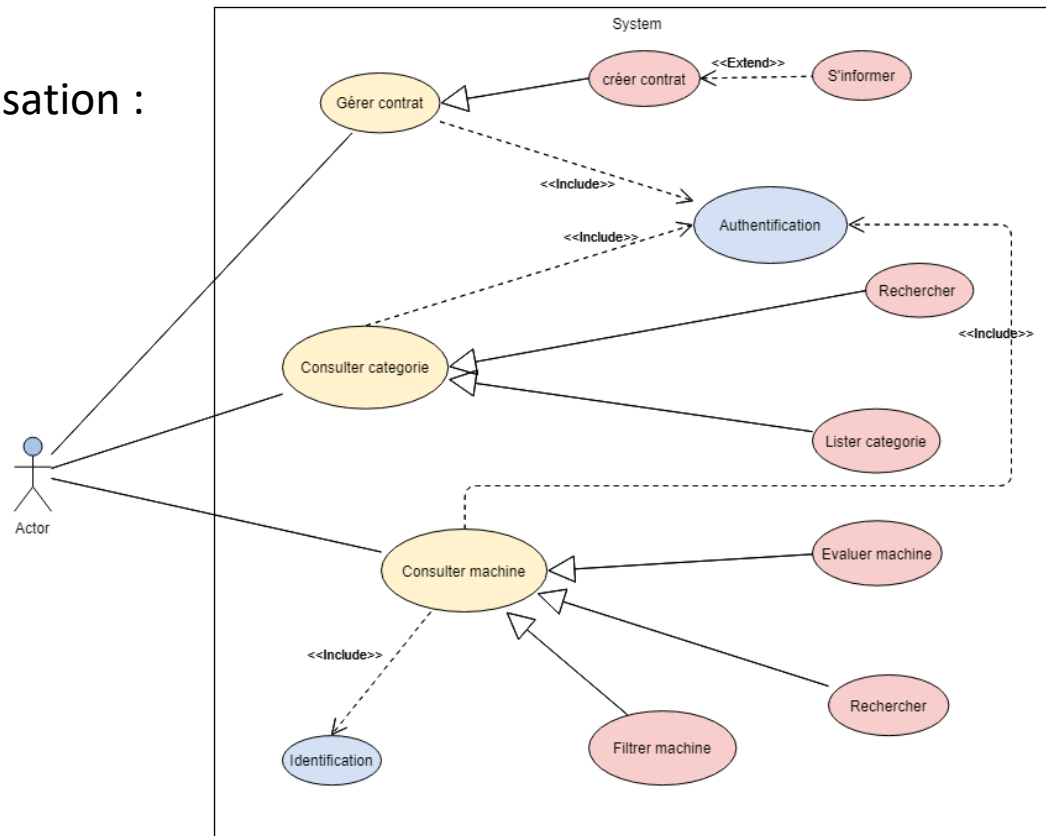 System
sation :
créer contrat
<<Extend>>
S'informer
Gérer contrat
<<Include>>
Authentification
<<Include>>
Rechercher
<<Include>>
Consulter categorie
Lister categorie
Actor
Evaluer machine
Consulter machine
<<Include>>
Rechercher
Filtrer machine
Identification